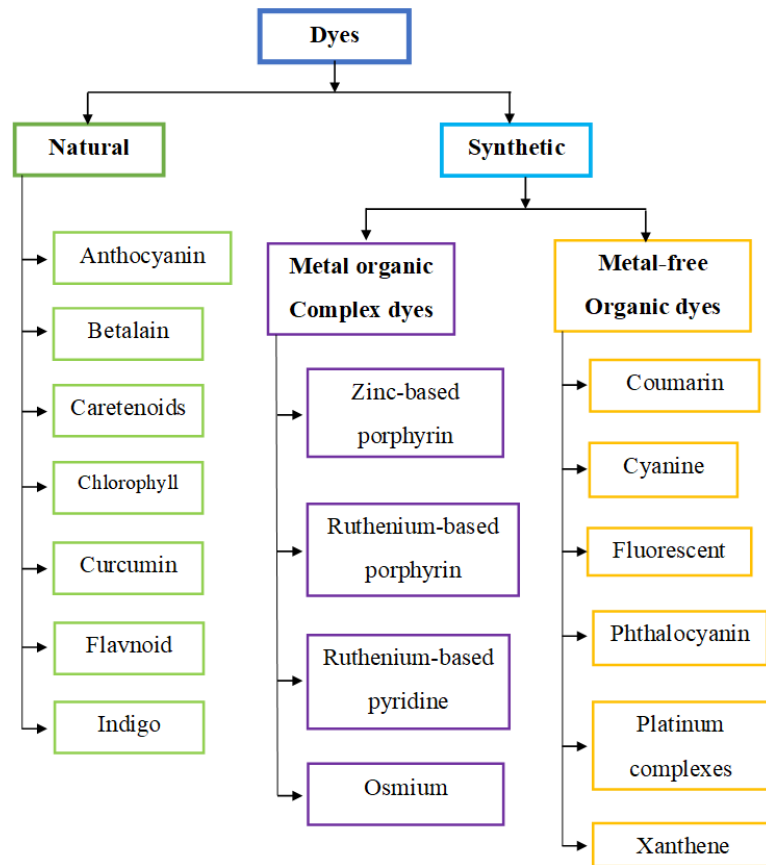 Dyes
Natural
Synthetic
Anthocyanin
Betalain
Caretenoids
Chlorophyll
Curcumin
Flavnoid
Indigo
Metal organic
Complex dyes
Zinc-based
porphyrin
Ruthenium-based
porphyrin
Ruthenium-based
pyridine
Osmium
Metal-free
Organic dyes
Coumarin
Cyanine
Fluorescent
Phthalocyanin
Platinum
complexes
Xanthene